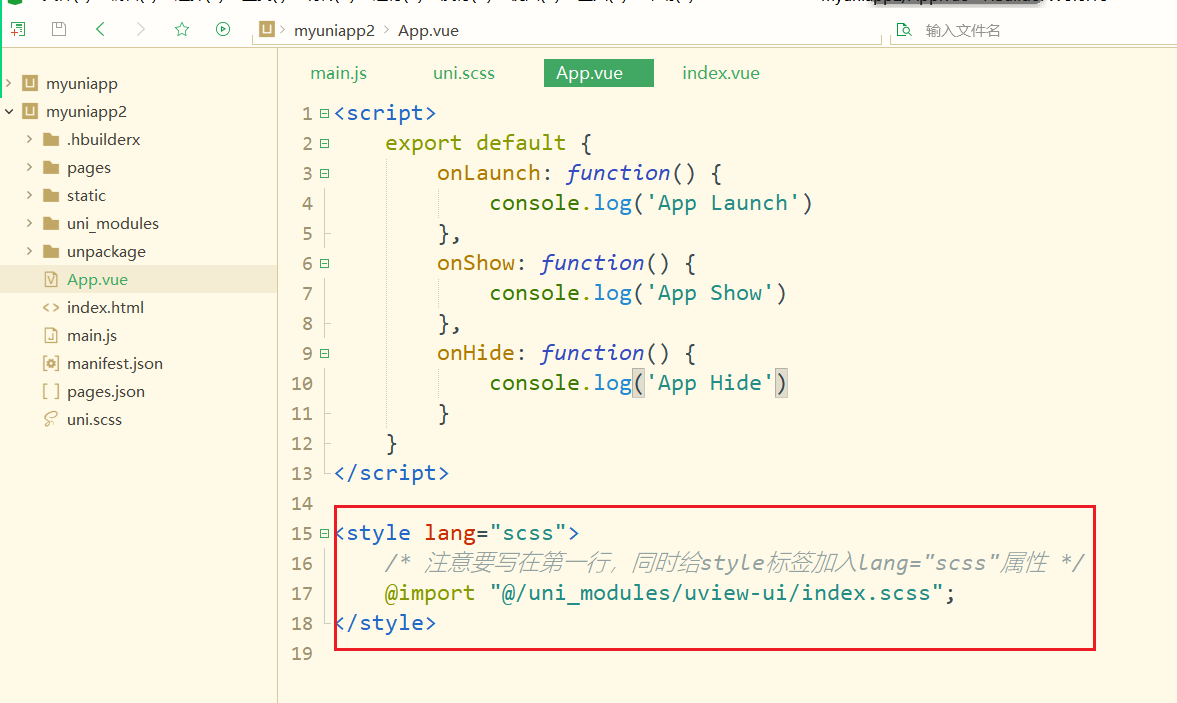 myuniapp2
App.vue
输入文件名
myuniapp
myuniapp2
.hbuilderx
pages
static
uni_modules
unpackage
App.vue
index.html
main.js
manifest.json
pages.json
uni.scss
main.js
uni.scss
App.vue
index.vue
1 <script>
2 export default {
3 onLaunch: function() {
4 console.log('App Launch')
5 },
6 onShow: function() {
7 console.log('App Show')
8 },
9 onHide: function() {
10 console.log('App Hide')
11 }
12 }
13 </script>
14
15 <style lang="scss">
16 /* 注意要写在第一行，同时给style标签加入lang="scss"属性 */
17 @import "@/uni_modules/uview-ui/index.scss";
18 </style>
19